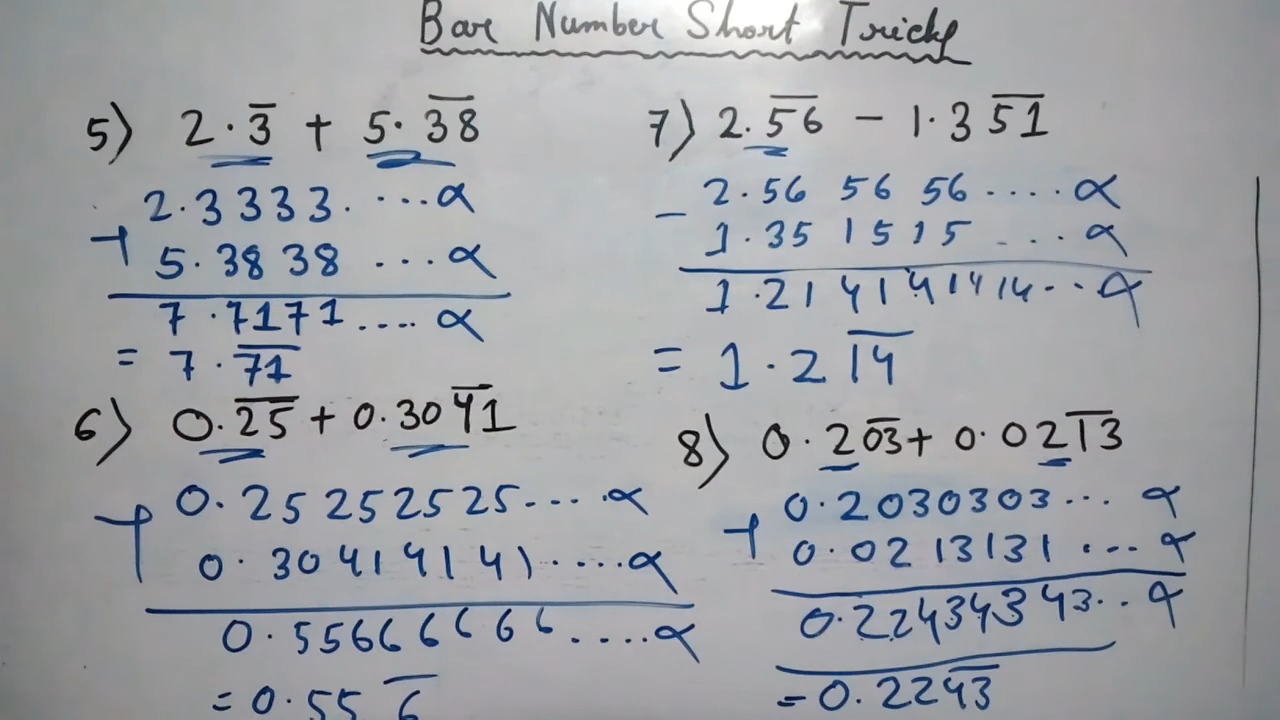 Bar Number Short Tricks
5) 2.3̅ + 5.3̅8̅
2.3333. ...α
+ 5.3838 ...α
7.7171.... α
= 7.7̅1̅
6) 0.2̅5̅ + 0.304̅1̅
0.25252525.... α
+ 0.30414141.....α
0.55666666....α
= 0.556̅
7) 2.5̅6̅ - 1.35̅1̅
- 2.56 56 56....α
1.35 1515 ...α
1.214141414...α
= 1.21̅4̅
8) 0.20̅3̅ + 0.021̅3̅
0.2030303... α
+ 0.0213131 ...α
0.22434343...α
= 0.224̅3̅